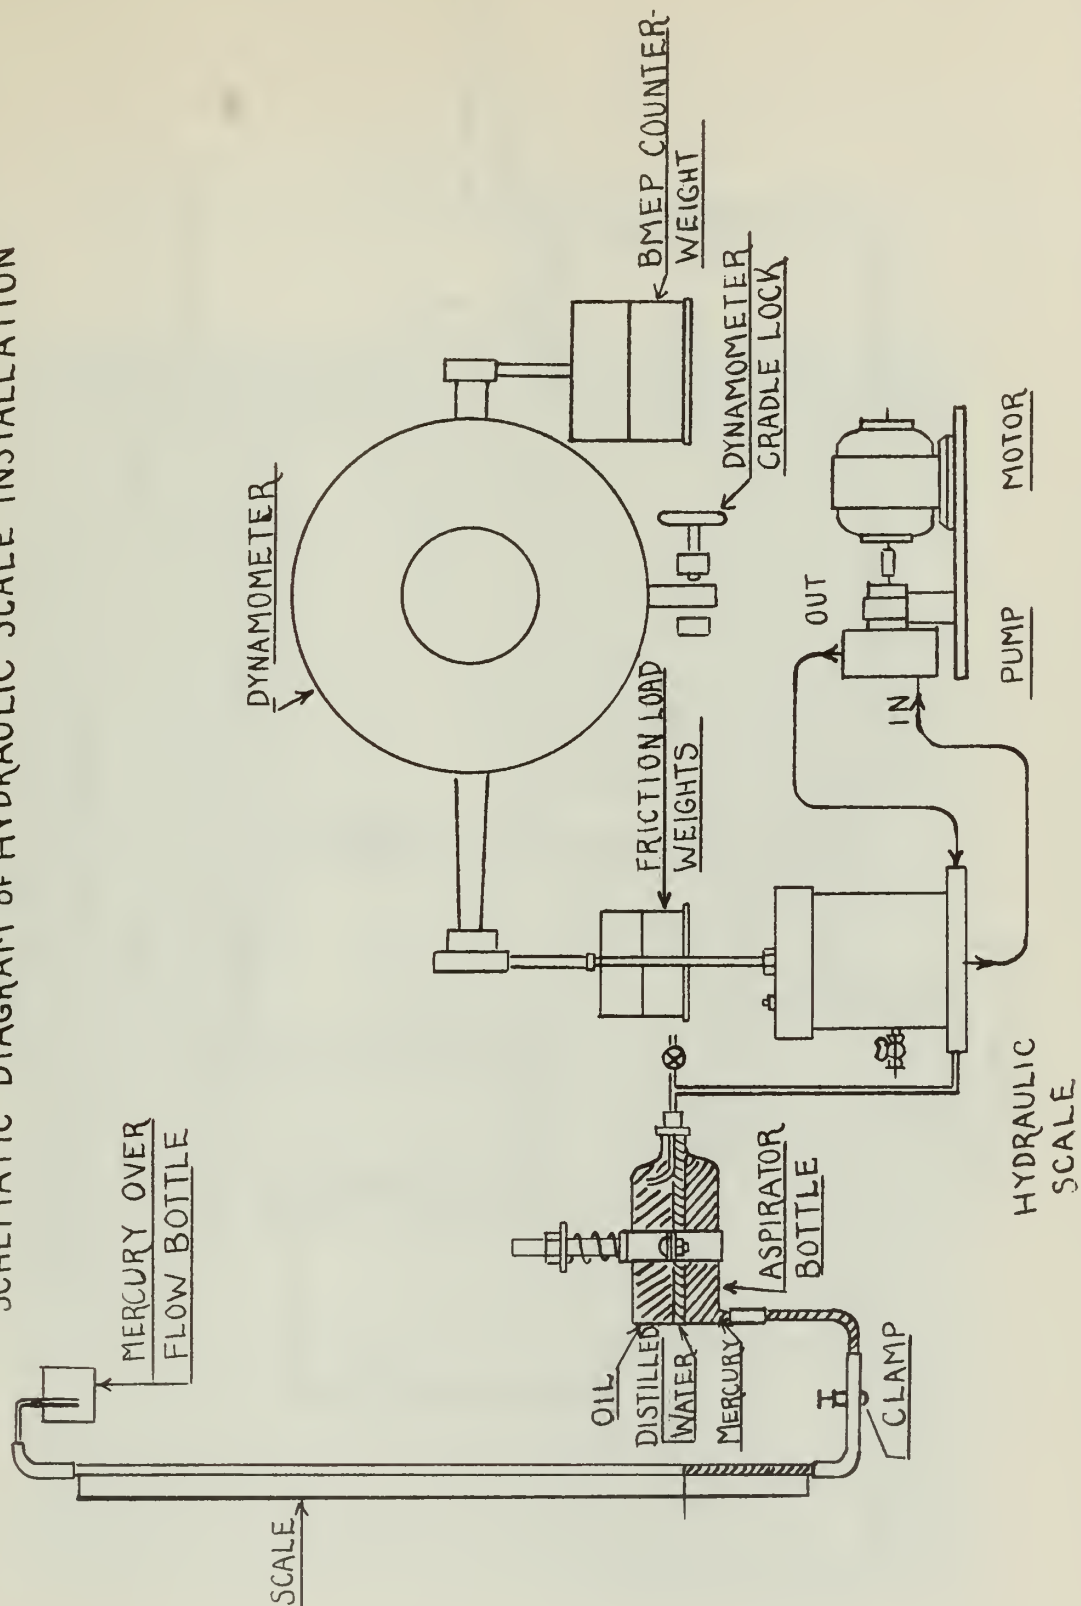 SCHEMATIC DIAGRAM OF HYDRAULIC SCALE INSTALLATION
MERCURY OVER
FLOW BOTTLE
SCALE
DYNAMOMETER
BMEP COUNTER-
WEIGHT
DYNAMOMETER
CRADLE LOCK
FRICTION LOAD
WEIGHTS
OUT
IN
PUMP
MOTOR
OIL
DISTILLED
WATER
MERCURY
ASPIRATOR
BOTTLE
CLAMP
HYDRAULIC
SCALE